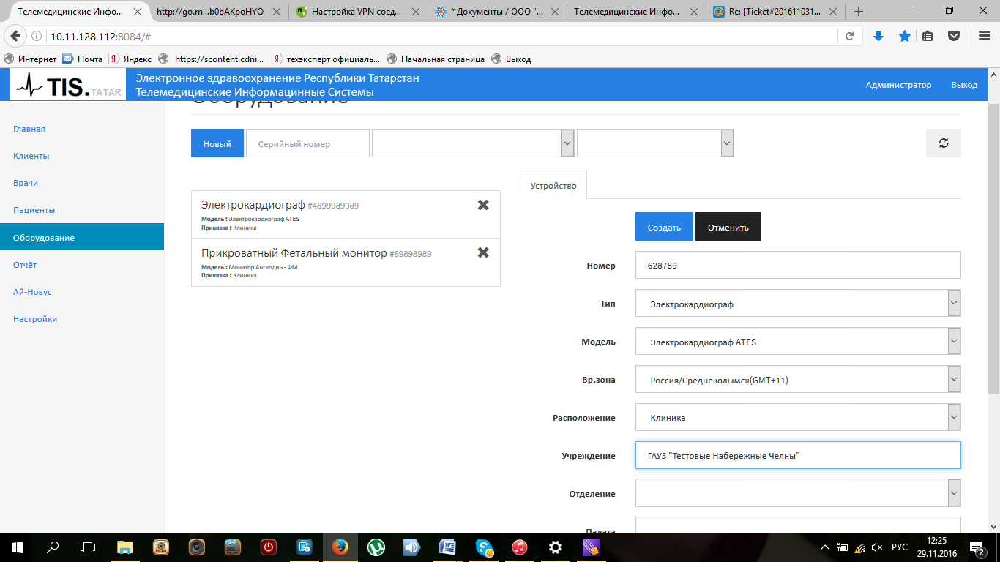 Телемедицинские Инфо...
http://go.m...b0bAKpoHYQ
Настройка VPN соед...
* Документы / ООО "...
Телемедицинские Инфо...
Re: [Ticket#201611031...
10.11.128.112:8084/#
Интернет
Почта
Яндекс
https://scontent.cdni...
техэксперт официаль...
Начальная страница
Выход
TIS.TATAR
Электронное здравоохранение Республики Татарстан
Телемедицинские Информацинные Системы
Администратор
Выход
Оборудование
Главная
Клиенты
Врачи
Пациенты
Оборудование
Отчёт
Ай-Новус
Настройки
Новый
Серийный номер
Электрокардиограф #4899989989
Модель : Электрокардиограф ATES
Привязка : Клиника
Прикроватный Фетальный монитор #89898989
Модель : Монитор Ангиодин - ФМ
Привязка : Клиника
Устройство
Создать
Отменить
Номер
628789
Тип
Электрокардиограф
Модель
Электрокардиограф ATES
Вр.зона
Россия/Среднеколымск(GMT+11)
Расположение
Клиника
Учреждение
ГАУЗ "Тестовые Набережные Челны"
Отделение
Палата
РУС
12:25
29.11.2016
2
1